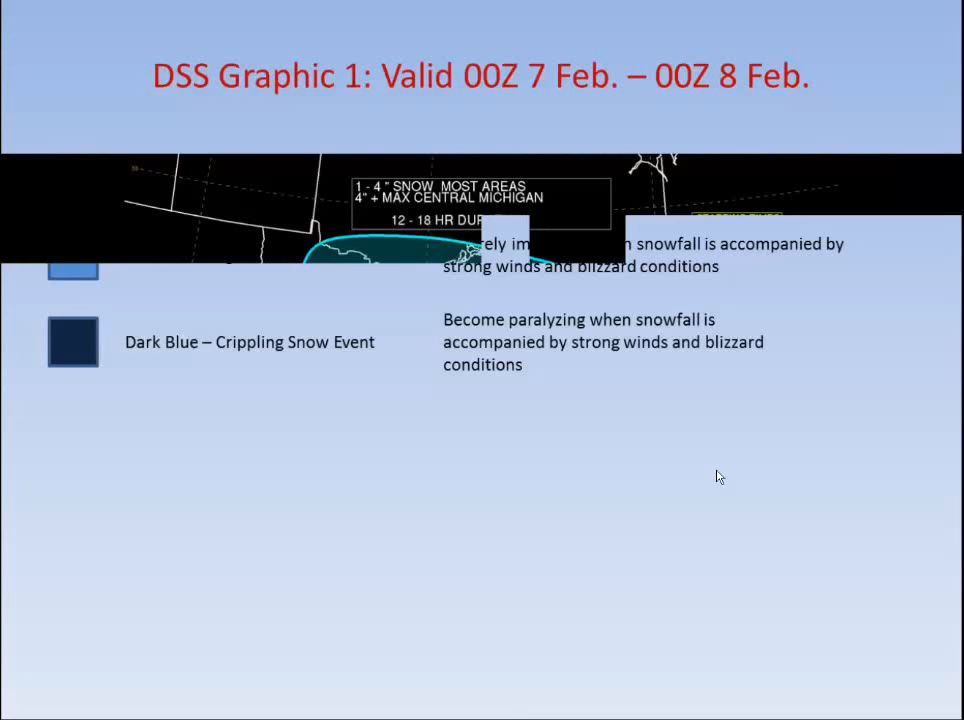 DSS Graphic 1: Valid 00Z 7 Feb. – 00Z 8 Feb.
1 - 4 " SNOW MOST AREAS
4" + MAX CENTRAL MICHIGAN
12 - 18 HR
snowfall is accompanied by
strong winds and blizzard conditions
Become paralyzing when snowfall is
Dark Blue – Crippling Snow Event
accompanied by strong winds and blizzard
conditions